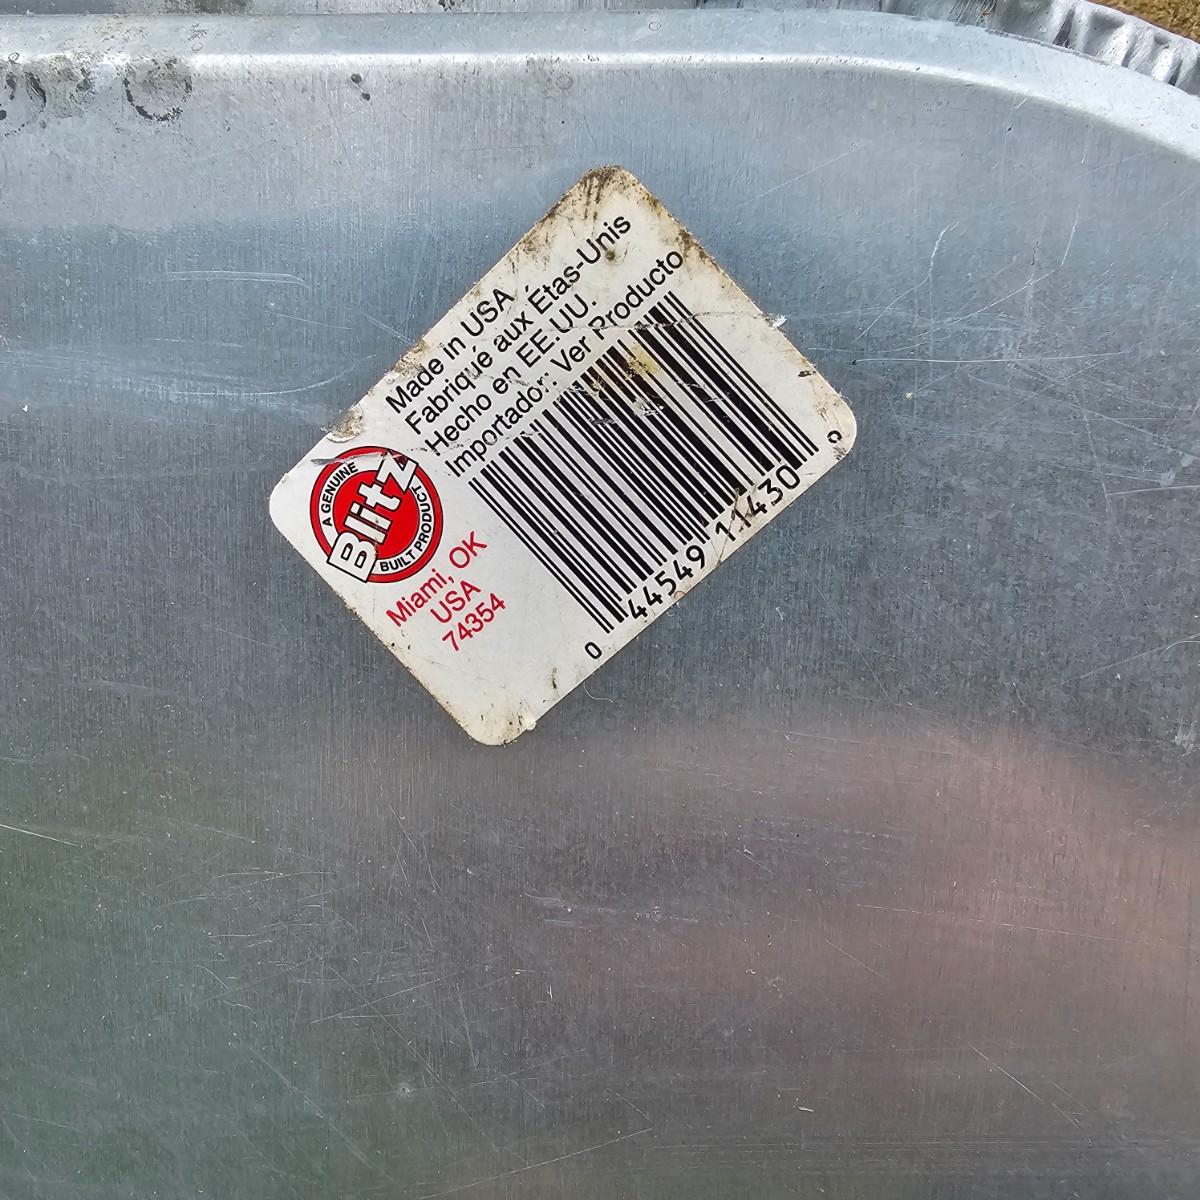 Made in USA
Fabriqué aux Étas-Unis
Hecho en EE.UU.
Importador: Ver Producto
A GENUINE
Blitz
BUILT PRODUCT
Miami, OK
USA
74354
0 44549 11430 0